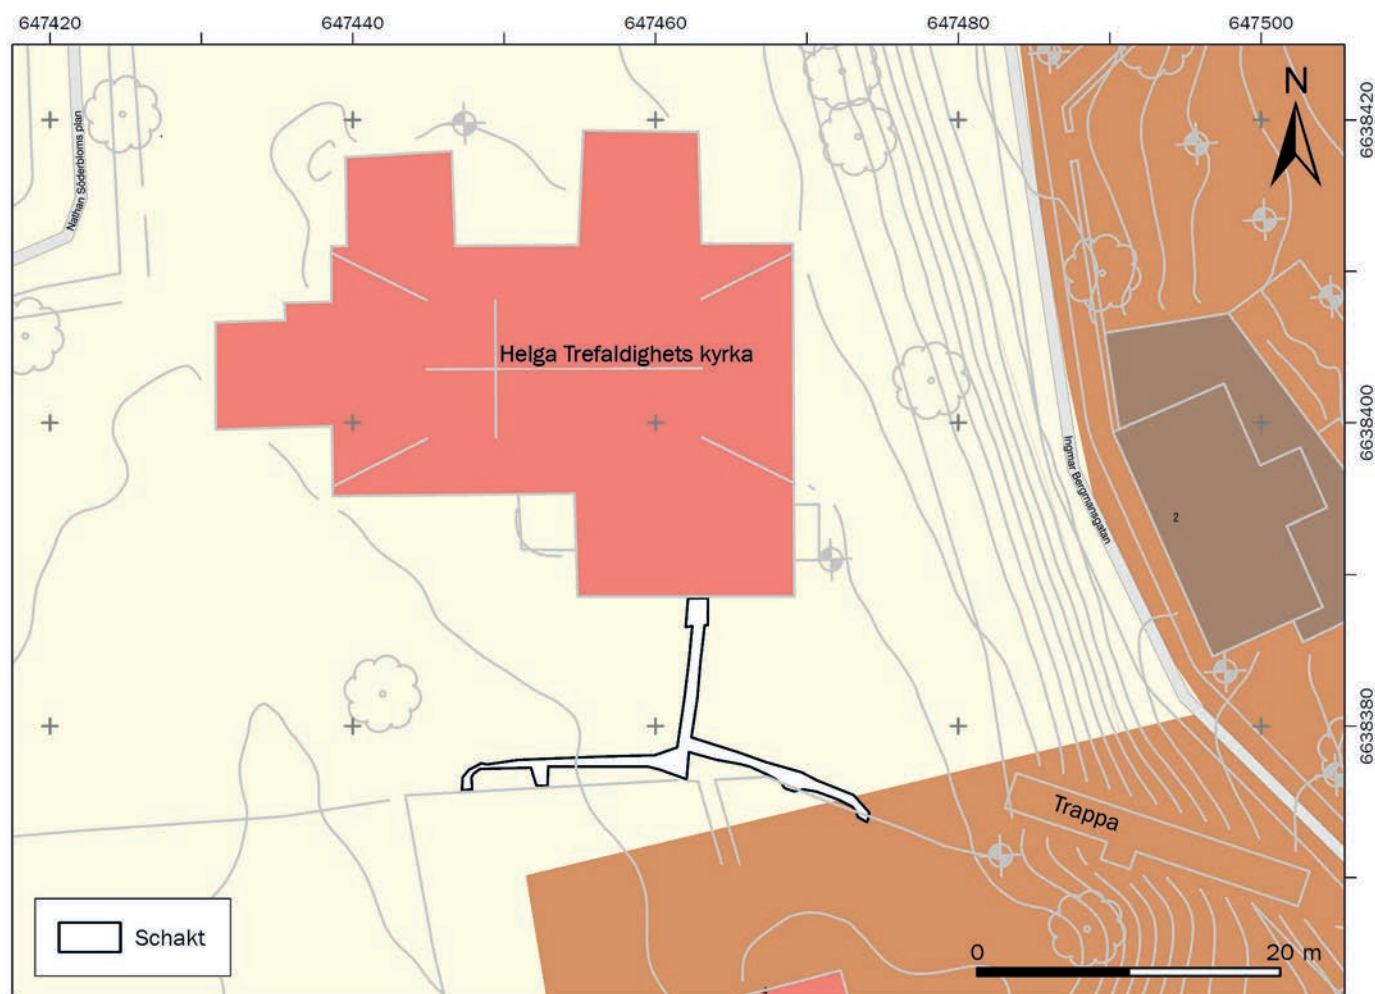 647420 647440 647460 647480 647500
N
6638420
Nathan Söderbloms plan
Helga Trefaldighets kyrka
6638400
Ingmar Bergmansgatan
2
6638380
Trappa
Schakt
0 20 m